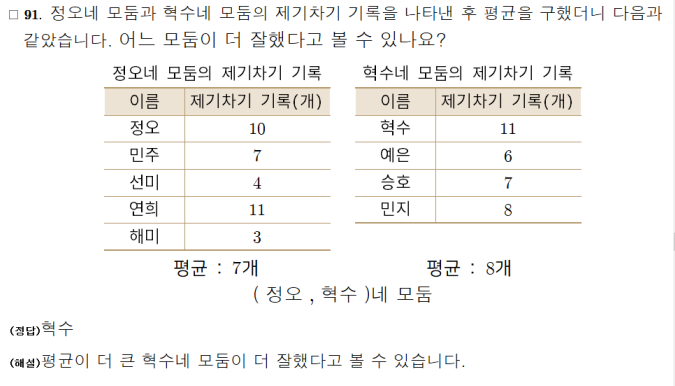 □ 91. 정오네 모둠과 혁수네 모둠의 제기차기 기록을 나타낸 후 평균을 구했더니 다음과
같았습니다. 어느 모둠이 더 잘했다고 볼 수 있나요?
정오네 모둠의 제기차기 기록
이름 제기차기 기록(개)
정오 10
민주 7
선미 4
연희 11
해미 3
평균 : 7개
혁수네 모둠의 제기차기 기록
이름 제기차기 기록(개)
혁수 11
예은 6
승호 7
민지 8
평균 : 8개
( 정오 , 혁수 )네 모둠
(정답)혁수
(해설)평균이 더 큰 혁수네 모둠이 더 잘했다고 볼 수 있습니다.